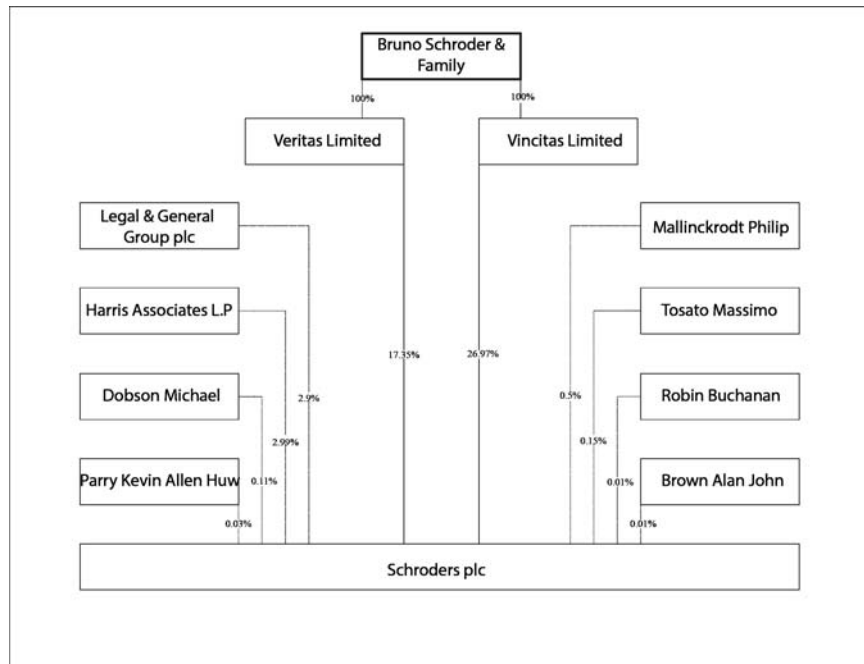 Bruno Schroder &
Family
100%
100%
Veritas Limited
Vincitas Limited
Legal & General
Group plc
Mallinckrodt Philip
Harris Associates L.P
Tosato Massimo
17.35%
26.97%
Dobson Michael
2.9%
0.5%
Robin Buchanan
2.99%
0.15%
Parry Kevin Allen Huw
0.11%
0.01%
Brown Alan John
0.03%
0.01%
Schroders plc